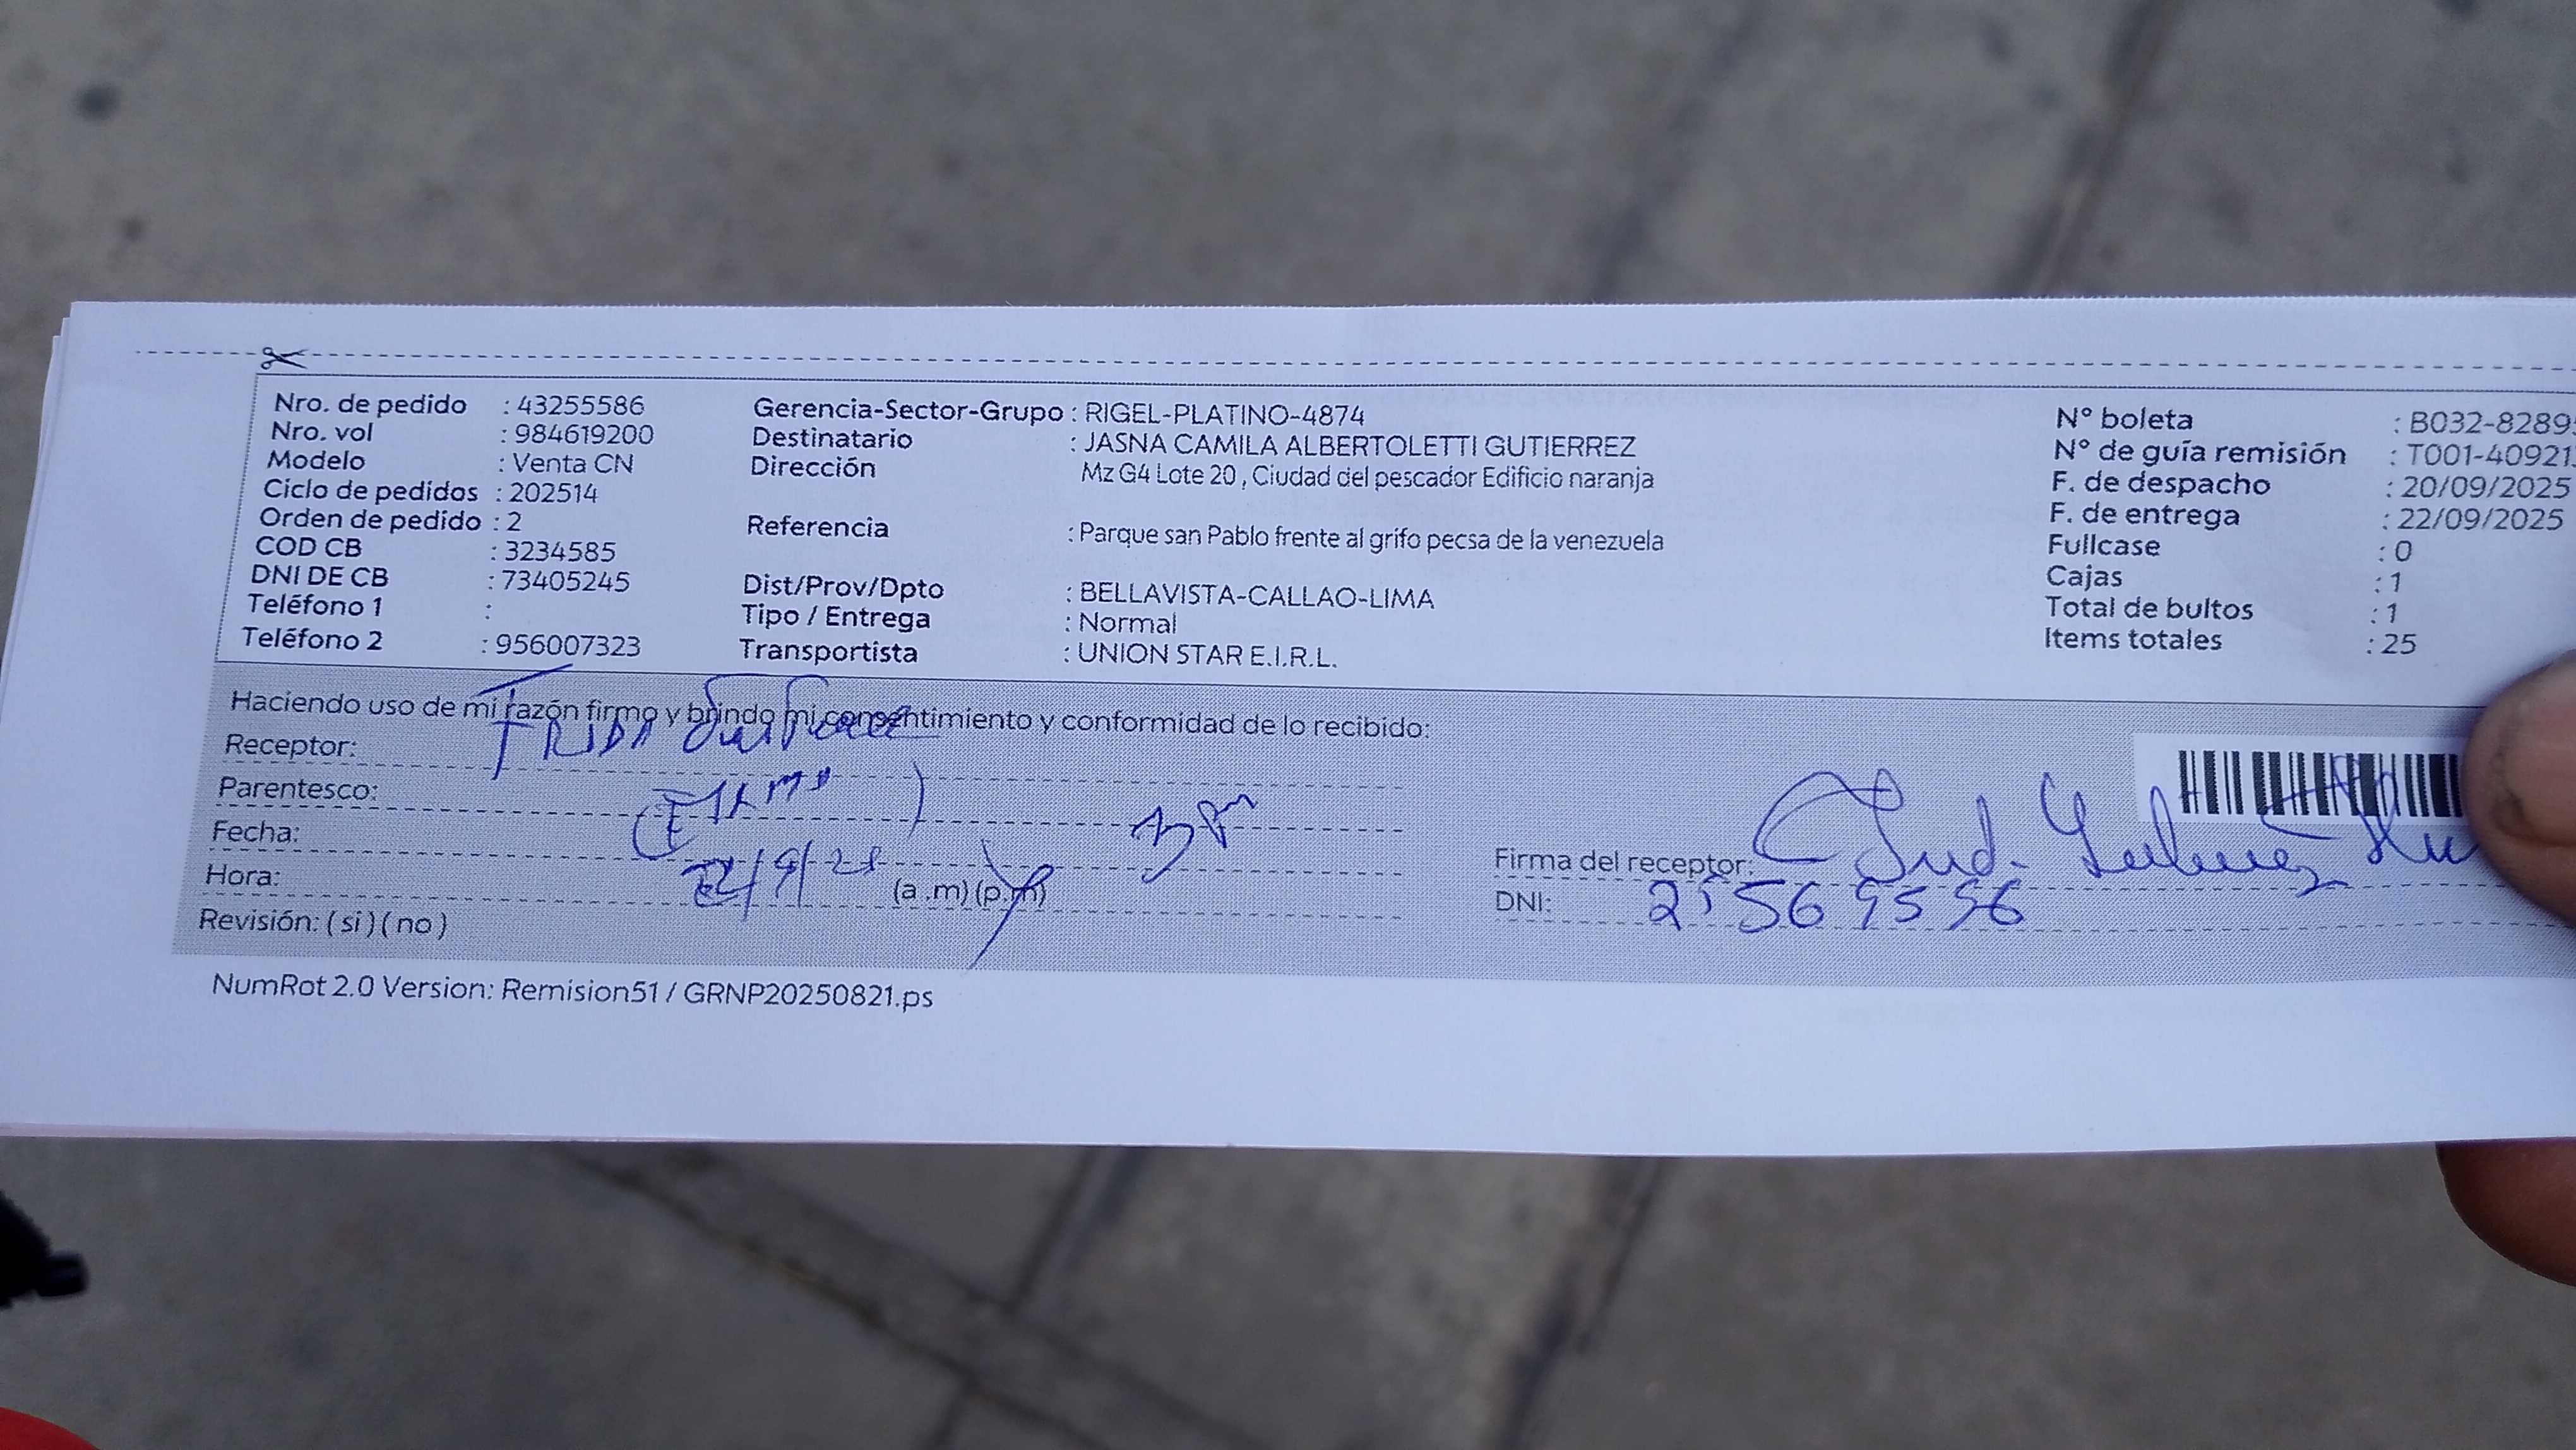 Nro. de pedido : 43255586
Nro. vol : 984619200
Modelo : Venta CN
Ciclo de pedidos : 202514
Orden de pedido : 2
COD CB : 3234585
DNI DE CB : 73405245
Teléfono 1 :
Teléfono 2 : 956007323
Gerencia-Sector-Grupo : RIGEL-PLATINO-4874
Destinatario : JASNA CAMILA ALBERTOLETTI GUTIERREZ
Dirección Mz G4 Lote 20 , Ciudad del pescador Edificio naranja
Referencia : Parque san Pablo frente al grifo pecsa de la venezuela
Dist/Prov/Dpto : BELLAVISTA-CALLAO-LIMA
Tipo / Entrega : Normal
Transportista : UNION STAR E.I.R.L.
N° boleta : B032-8289
N° de guía remisión : T001-40921
F. de despacho : 20/09/2025
F. de entrega : 22/09/2025
Fullcase : 0
Cajas : 1
Total de bultos : 1
Items totales : 25
Haciendo uso de mi razón firmo y brindo mi consentimiento y conformidad de lo recibido:
Receptor:
Parentesco:
Fecha:
Hora: (a .m) (p.m)
Revisión: ( si ) ( no )
Firma del receptor:
DNI:
NumRot 2.0 Version: Remision51 / GRNP20250821.ps